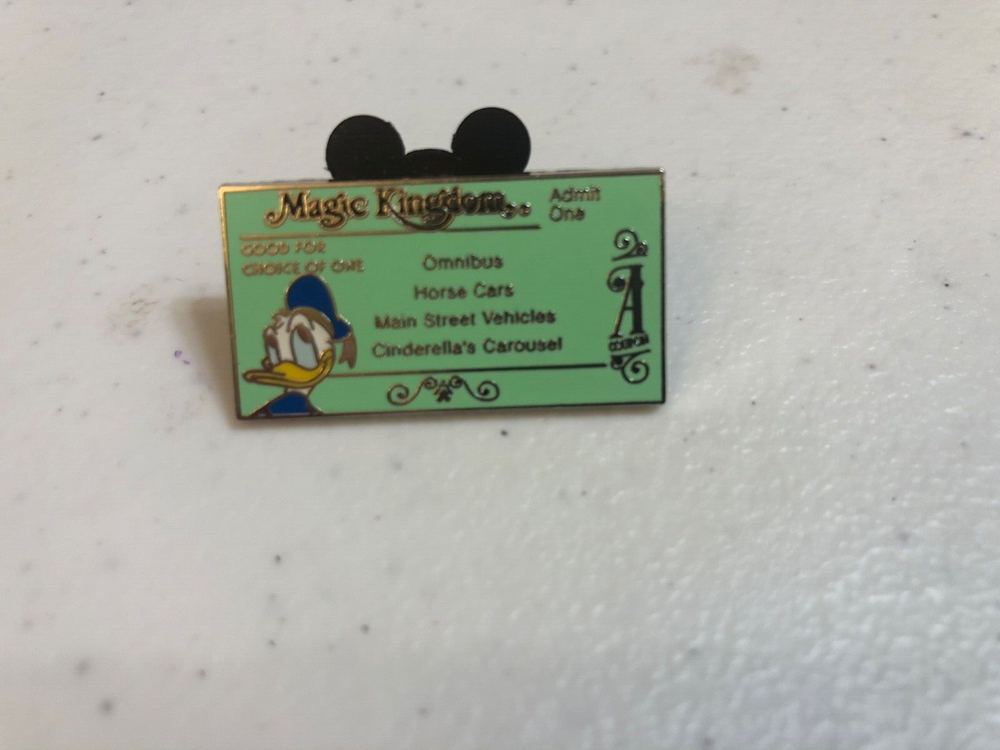 Magic Kingdom
Admit
One
GOOD FOR
CHOICE OF ONE
Omnibus
Horse Cars
Main Street Vehicles
Cinderella's Carousel
A
COUPON